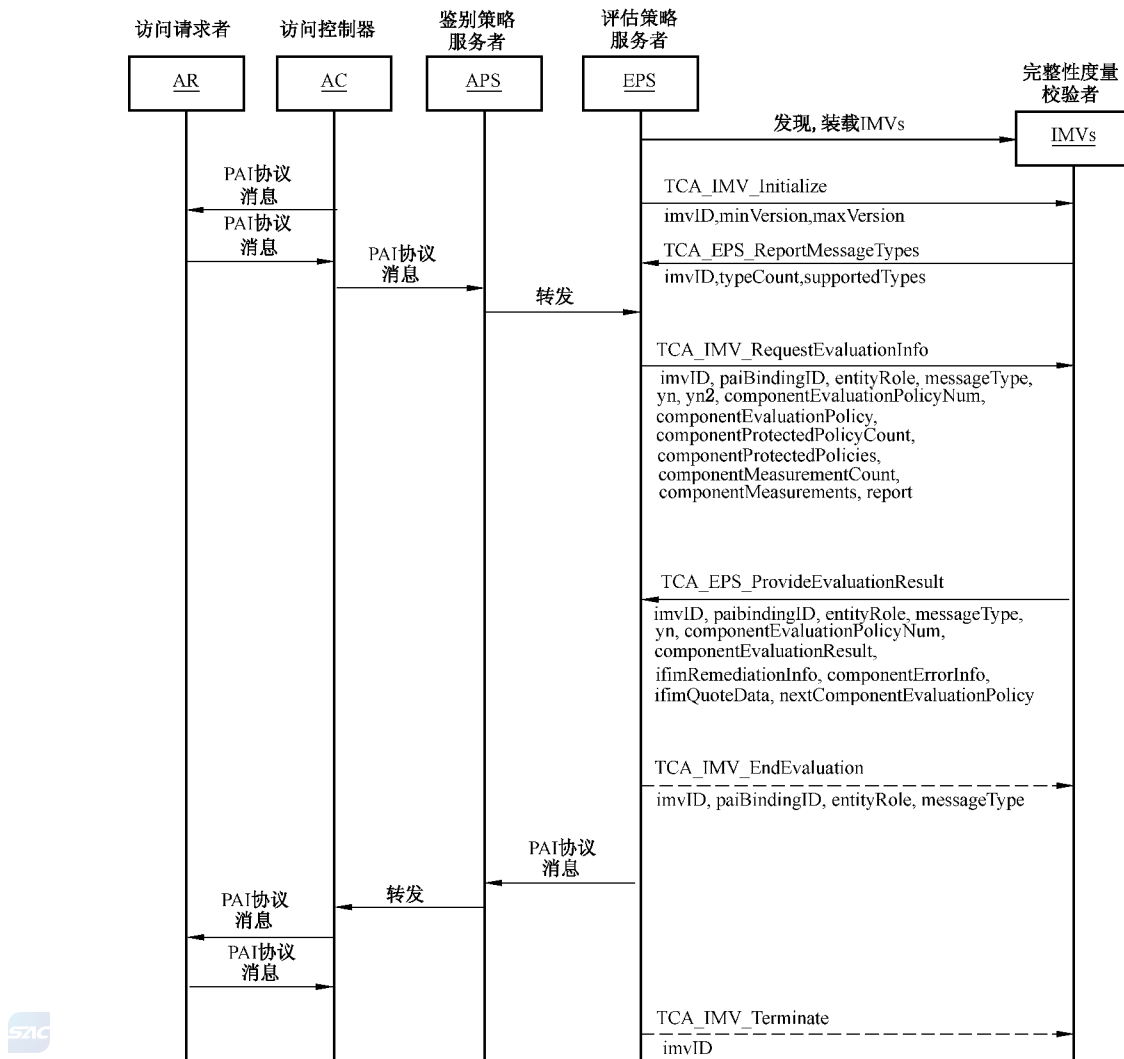 访问请求者
访问控制器
鉴别策略
服务者
评估策略
服务者
完整性度量
校验者
AR
AC
APS
EPS
IMVs
发现, 装载IMVs
PAI协议
消息
TCA_IMV_Initialize
imvID,minVersion,maxVersion
PAI协议
消息
TCA_EPS_ReportMessageTypes
imvID,typeCount,supportedTypes
PAI协议
消息
转发
TCA_IMV_RequestEvaluationInfo
imvID, paiBindingID, entityRole, messageType,
yn, yn2, componentEvaluationPolicyNum,
componentEvaluationPolicy,
componentProtectedPolicyCount,
componentProtectedPolicies,
componentMeasurementCount,
componentMeasurements, report
TCA_EPS_ProvideEvaluationResult
imvID, paibindingID, entityRole, messageType,
yn, componentEvaluationPolicyNum,
componentEvaluationResult,
ifimRemediationInfo, componentErrorInfo,
ifimQuoteData, nextComponentEvaluationPolicy
TCA_IMV_EndEvaluation
imvID, paiBindingID, entityRole, messageType
PAI协议
消息
转发
PAI协议
消息
PAI协议
消息
TCA_IMV_Terminate
imvID
SAC